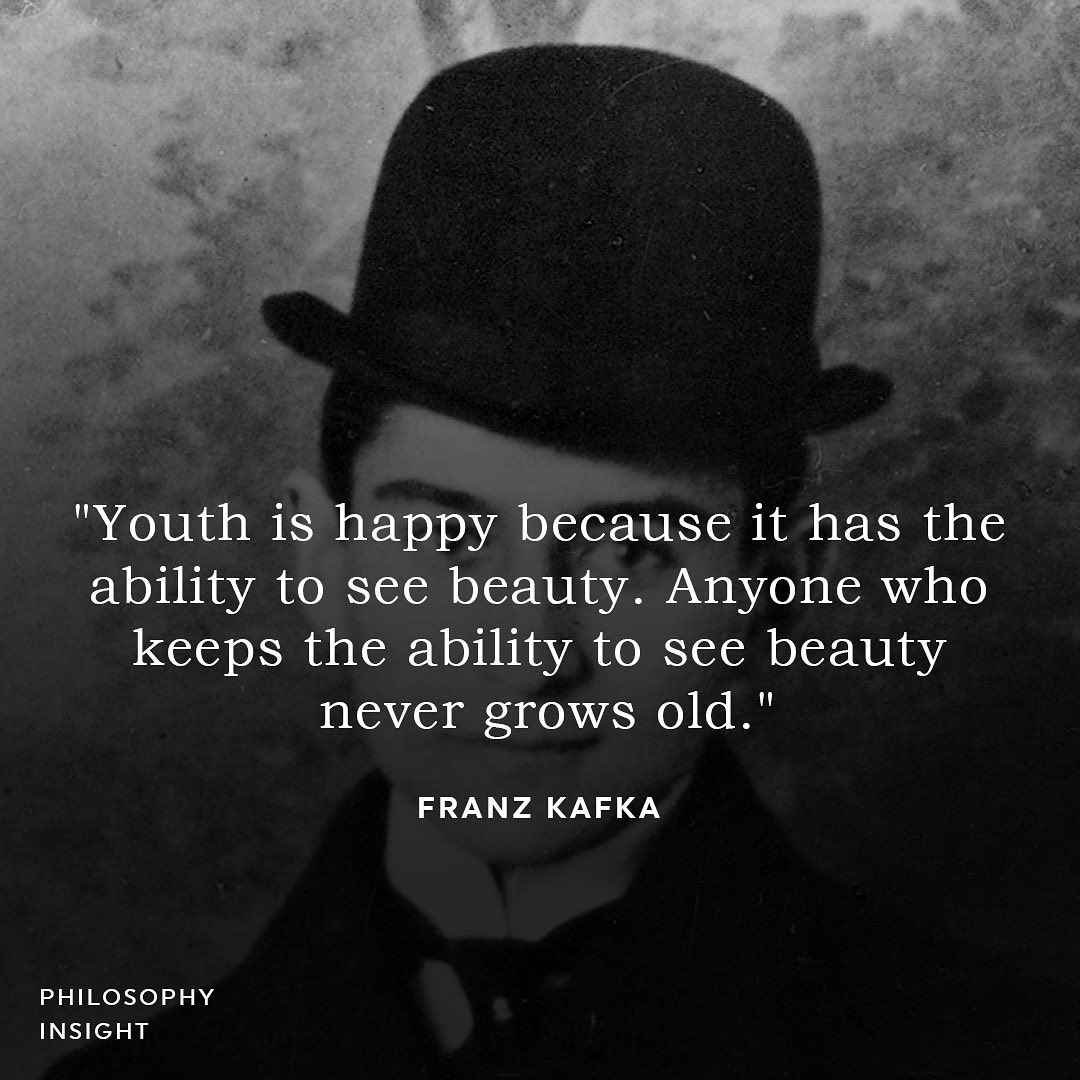 "Youth is happy because it has the
ability to see beauty. Anyone who
keeps the ability to see beauty
never grows old."
FRANZ KAFKA
PHILOSOPHY
INSIGHT